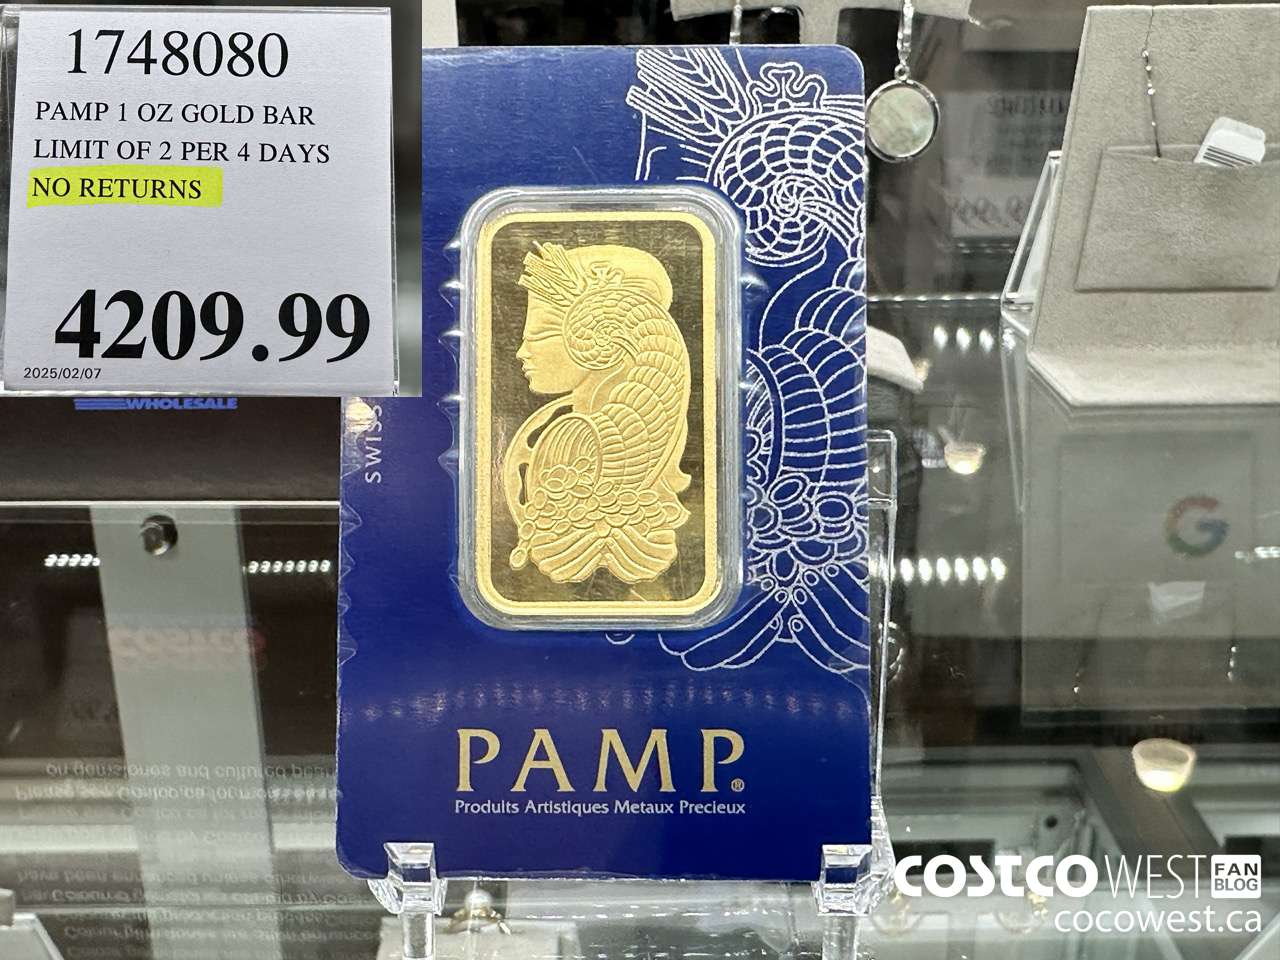 1748080
PAMP 1 OZ GOLD BAR
LIMIT OF 2 PER 4 DAYS
NO RETURNS
4209.99
2025/02/07
WHOLESALE
SWISS
PAMP®
Produits Artistiques Metaux Precieux
COSTCO
G
COSTCO WEST FAN BLOG
cocowest.ca